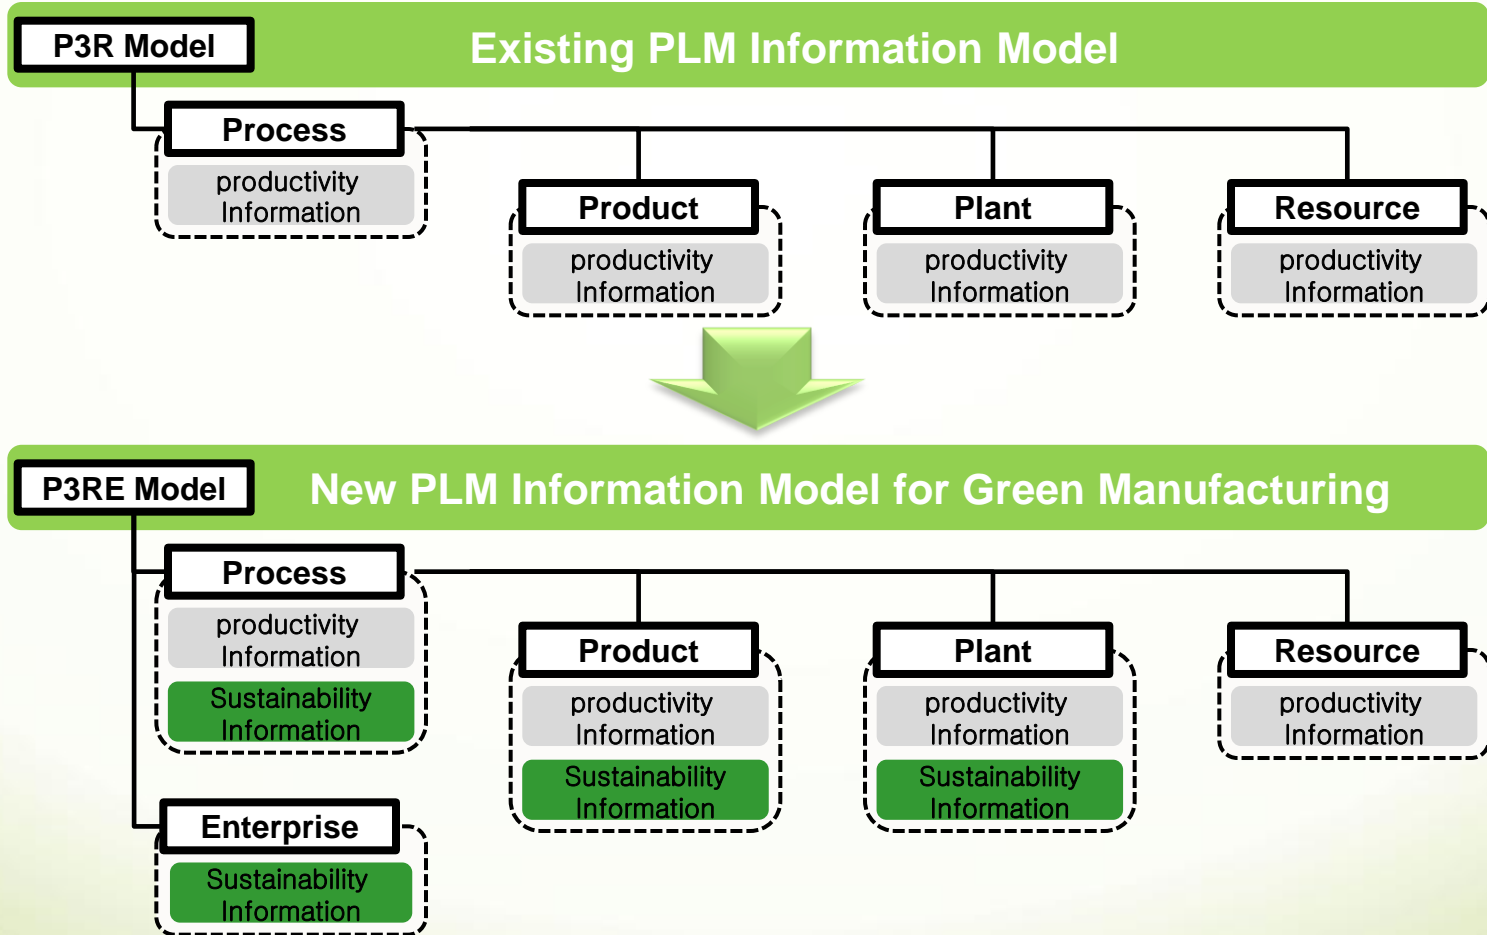 P3R Model
Existing PLM Information Model
Process
productivity
Information
Product
productivity
Information
Plant
productivity
Information
Resource
productivity
Information
P3RE Model
New PLM Information Model for Green Manufacturing
Process
productivity
Information
Sustainability
Information
Product
productivity
Information
Sustainability
Information
Plant
productivity
Information
Sustainability
Information
Resource
productivity
Information
Enterprise
Sustainability
Information